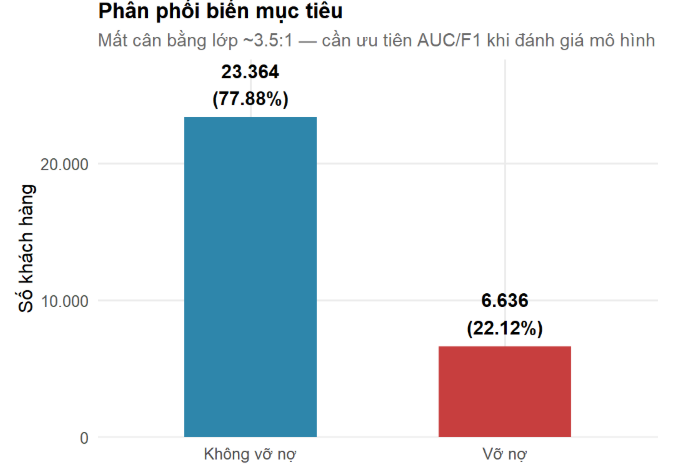 Phân phối biến mục tiêu
Mất cân bằng lớp ~3.5:1 — cần ưu tiên AUC/F1 khi đánh giá mô hình
23.364
(77.88%)
20.000
Số khách hàng
10.000
6.636
(22.12%)
0
Không vỡ nợ
Vỡ nợ